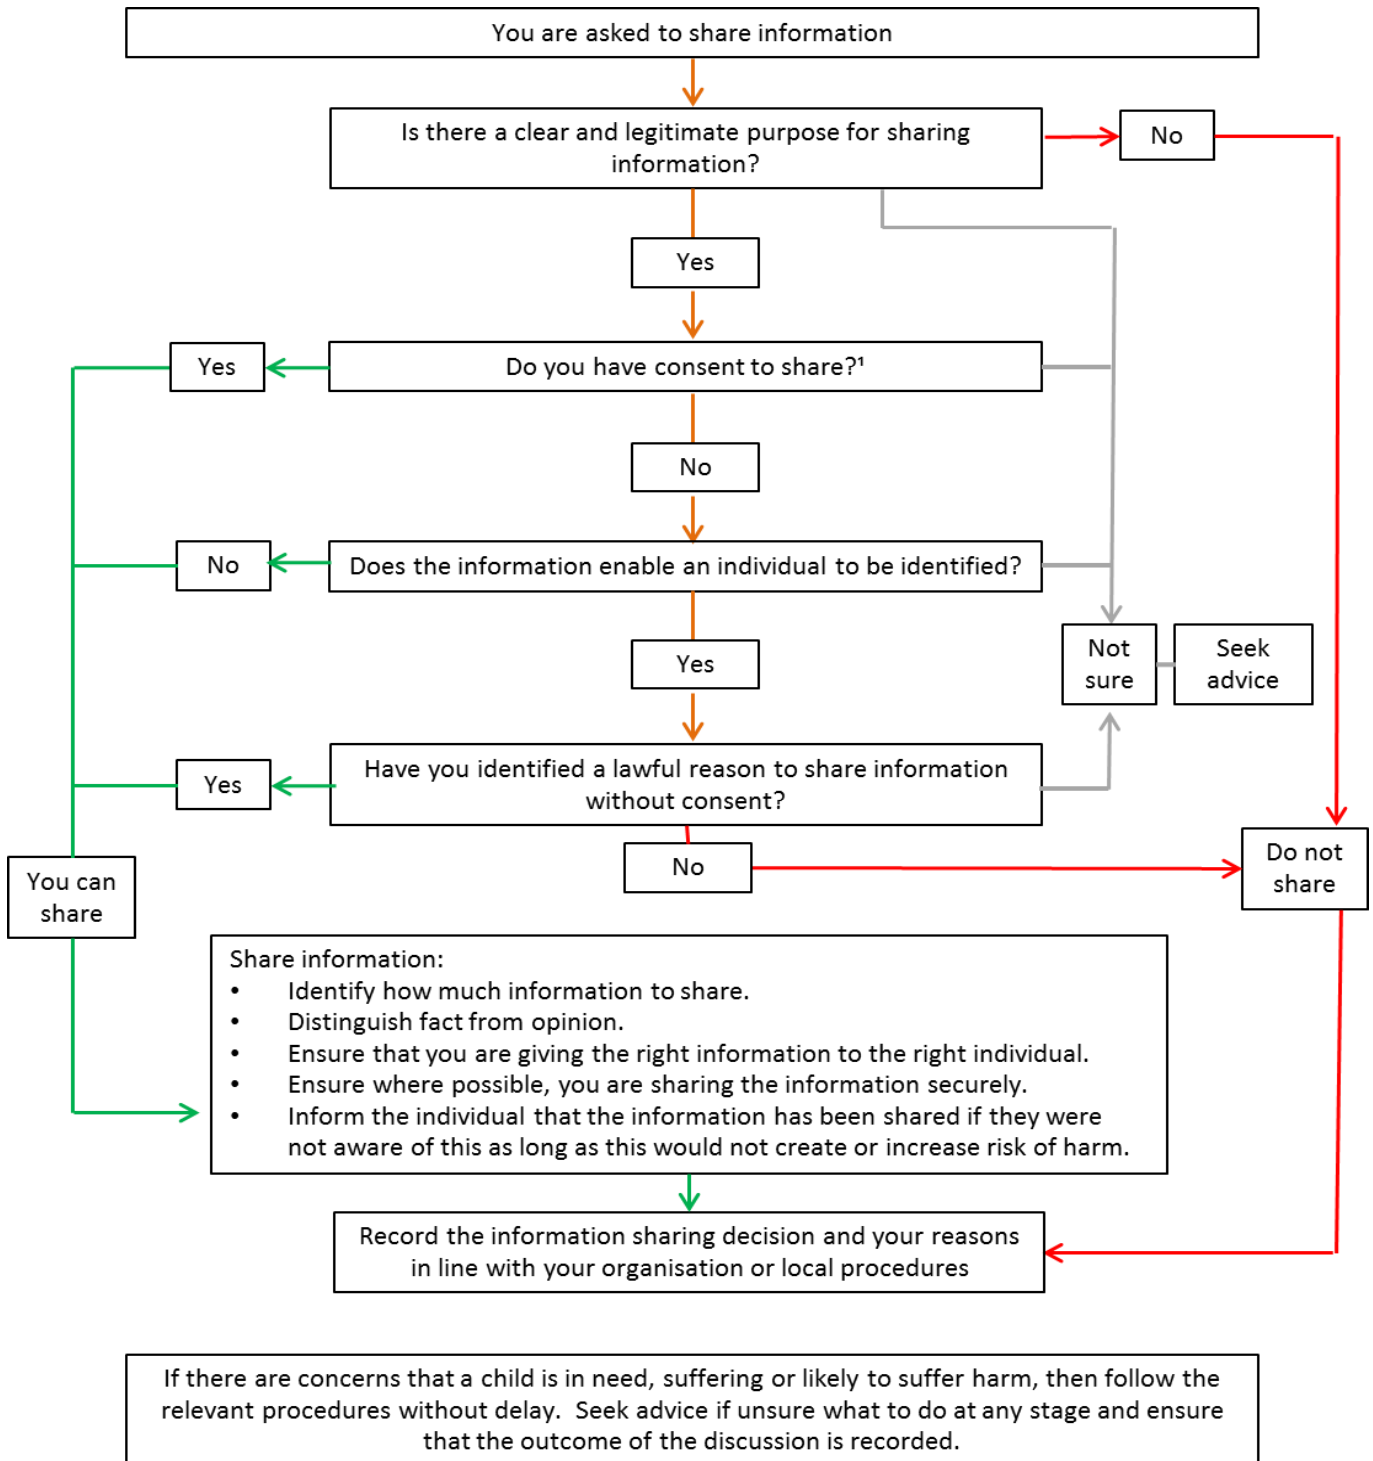 You are asked to share information
Is there a clear and legitimate purpose for sharing
information?
No
Yes
Yes
Do you have consent to share?¹
No
No
Does the information enable an individual to be identified?
Not
sure
Seek
advice
Yes
Yes
Have you identified a lawful reason to share information
without consent?
No
Do not
share
You can
share
Share information:
• Identify how much information to share.
• Distinguish fact from opinion.
• Ensure that you are giving the right information to the right individual.
• Ensure where possible, you are sharing the information securely.
• Inform the individual that the information has been shared if they were
not aware of this as long as this would not create or increase risk of harm.
Record the information sharing decision and your reasons
in line with your organisation or local procedures
If there are concerns that a child is in need, suffering or likely to suffer harm, then follow the
relevant procedures without delay.  Seek advice if unsure what to do at any stage and ensure
that the outcome of the discussion is recorded.